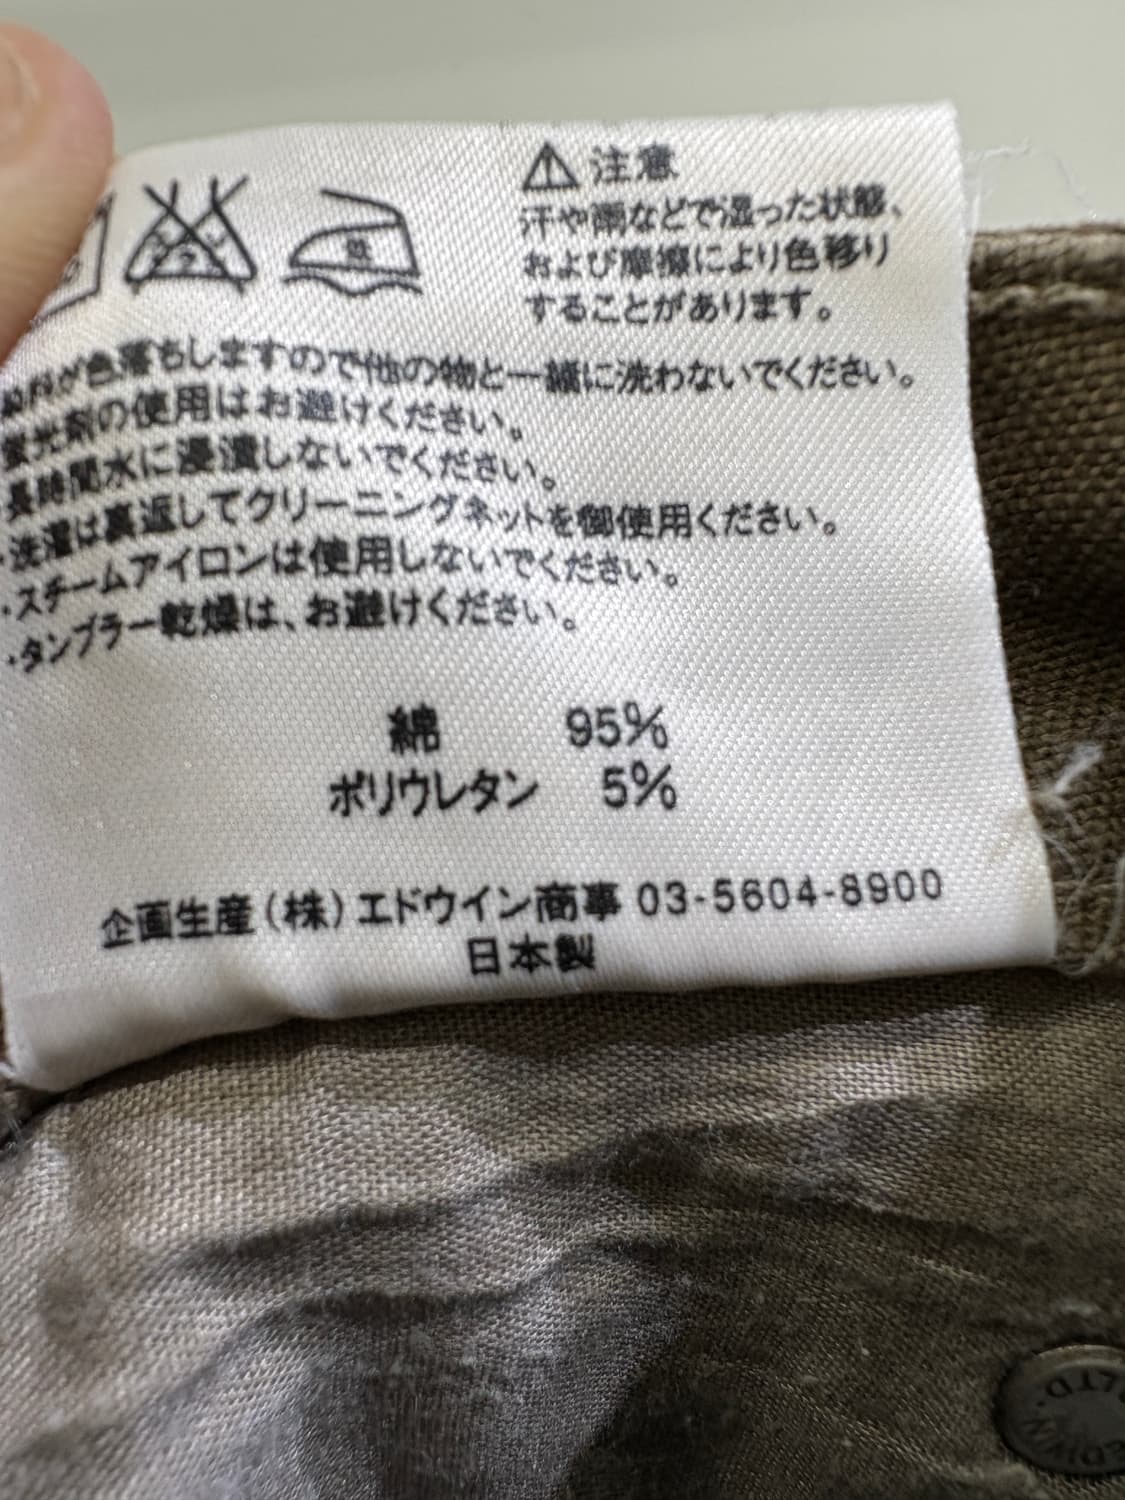 ⚠注意
汗や雨などで湿った状態、
および摩擦により色移り
することがあります。
エンソサラシ
中
染料が色落ちしますので他の物と一緒に洗わないでください。
蛍光剤の使用はお避けください。
長時間水に浸漬しないでください。
・洗濯は裏返してクリーニングネットを御使用ください。
・スチームアイロンは使用しないでください。
・タンブラー乾燥は、お避けください。
綿 95%
ポリウレタン 5%
企画生産(株)エドウイン商事 03-5604-8900
日本製
LTD.
EDWIN